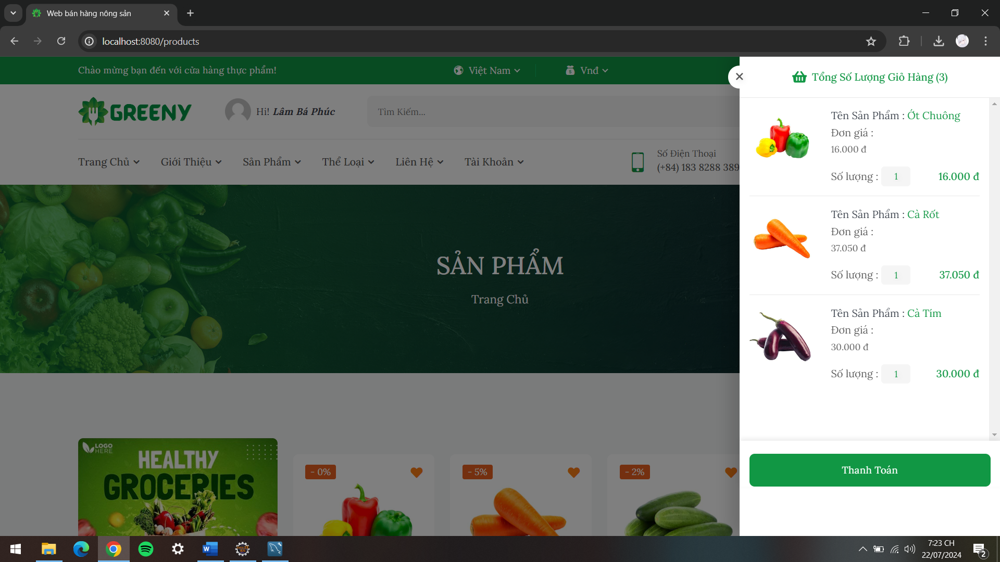 Web bán hàng nông sản
localhost:8080/products
Chào mừng bạn đến với cửa hàng thực phẩm!
Việt Nam
Vnđ
GREENY
Hi! Lâm Bá Phúc
Tìm Kiếm...
Trang Chủ
Giới Thiệu
Sản Phẩm
Thể Loại
Liên Hệ
Tài Khoản
Số Điện Thoại
(+84) 183 8288 389
SẢN PHẨM
Trang Chủ
LOGO
HERE
HEALTHY
GROCERIES
- 0%
- 5%
- 2%
Tổng Số Lượng Giỏ Hàng (3)
Tên Sản Phẩm : Ớt Chuông
Đơn giá :
16.000 đ
Số lượng : 1 16.000 đ
Tên Sản Phẩm : Cà Rốt
Đơn giá :
37.050 đ
Số lượng : 1 37.050 đ
Tên Sản Phẩm : Cà Tím
Đơn giá :
30.000 đ
Số lượng : 1 30.000 đ
Thanh Toán
7:23 CH
22/07/2024
2